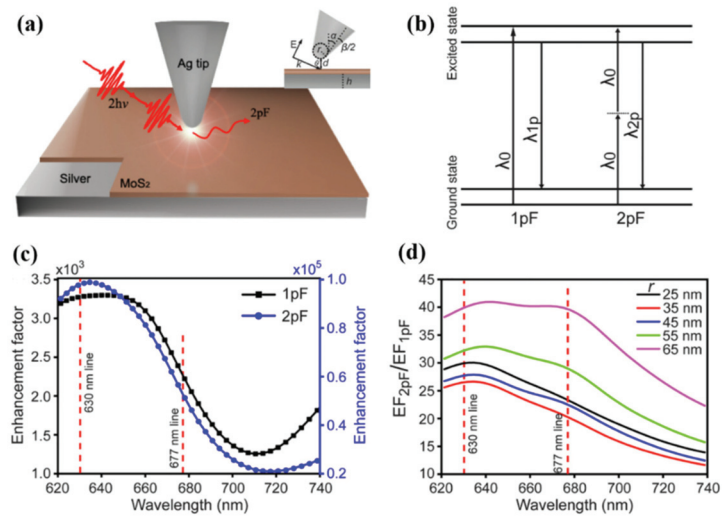 (a)
Ag tip
2hν
2pF
Silver
MoS₂
E
k
r
α
β/2
d
h
(b)
Excited state
Ground state
λ0
λ1p
λ0
λ0
λ2p
1pF
2pF
(c)
x10³
x10⁵
3.5
3.0
2.5
2.0
1.5
1.0
1.0
0.8
0.6
0.4
0.2
Enhancement factor
Enhancement factor
1pF
2pF
630 nm line
677 nm line
620 640 660 680 700 720 740
Wavelength (nm)
(d)
EF2pF/EF1pF
45
40
35
30
25
20
15
10
r
25 nm
35 nm
45 nm
55 nm
65 nm
630 nm line
677 nm line
620 640 660 680 700 720 740
Wavelength (nm)